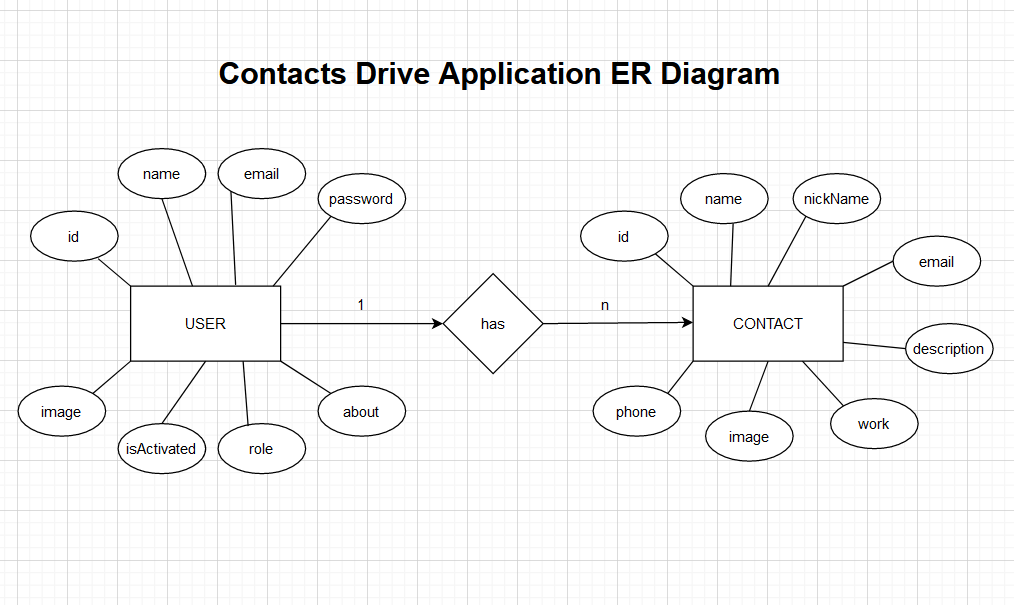 Contacts Drive Application ER Diagram
name
email
password
id
USER
image
isActivated
role
about
1
has
n
name
nickName
id
email
CONTACT
description
phone
image
work